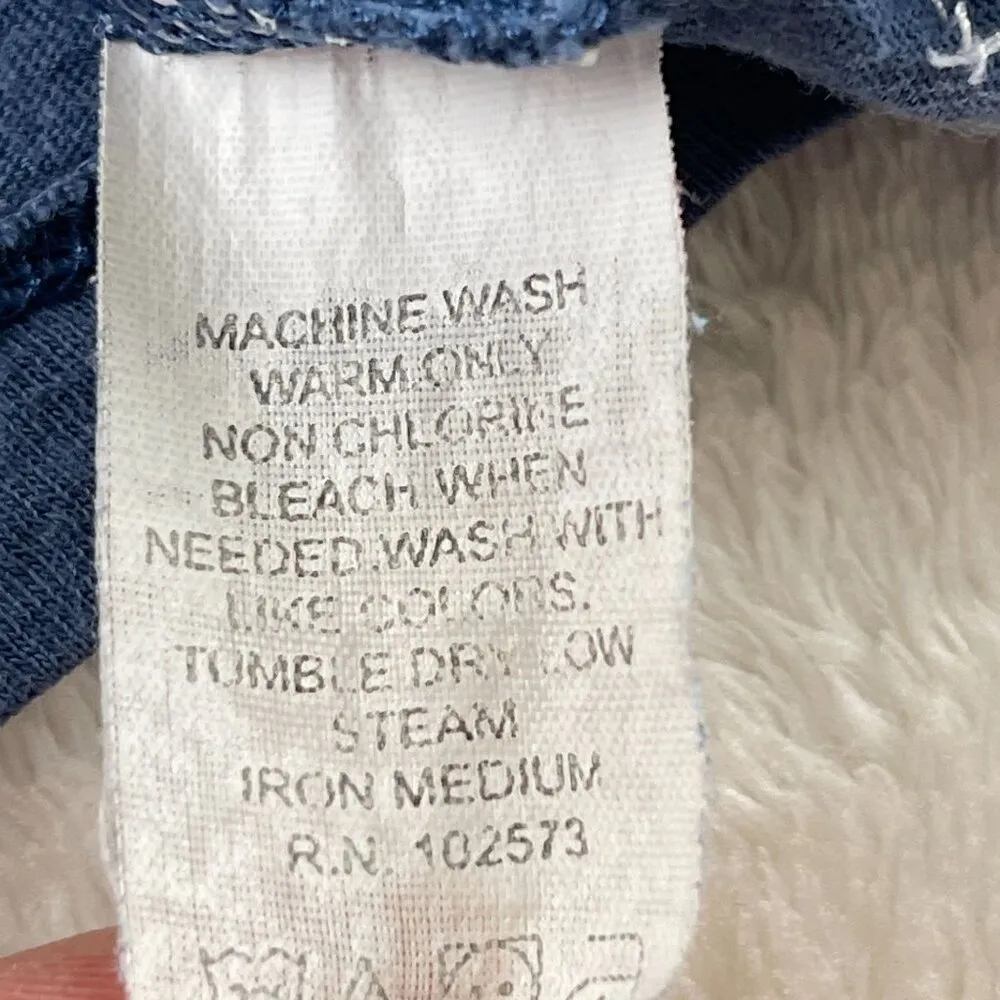 MACHINE WASH
WARM ONLY
NON CHLORINE
BLEACH WHEN
NEEDED.WASH WITH
LIKE COLORS.
TUMBLE DRY LOW
STEAM
IRON MEDIUM
R.N. 102573